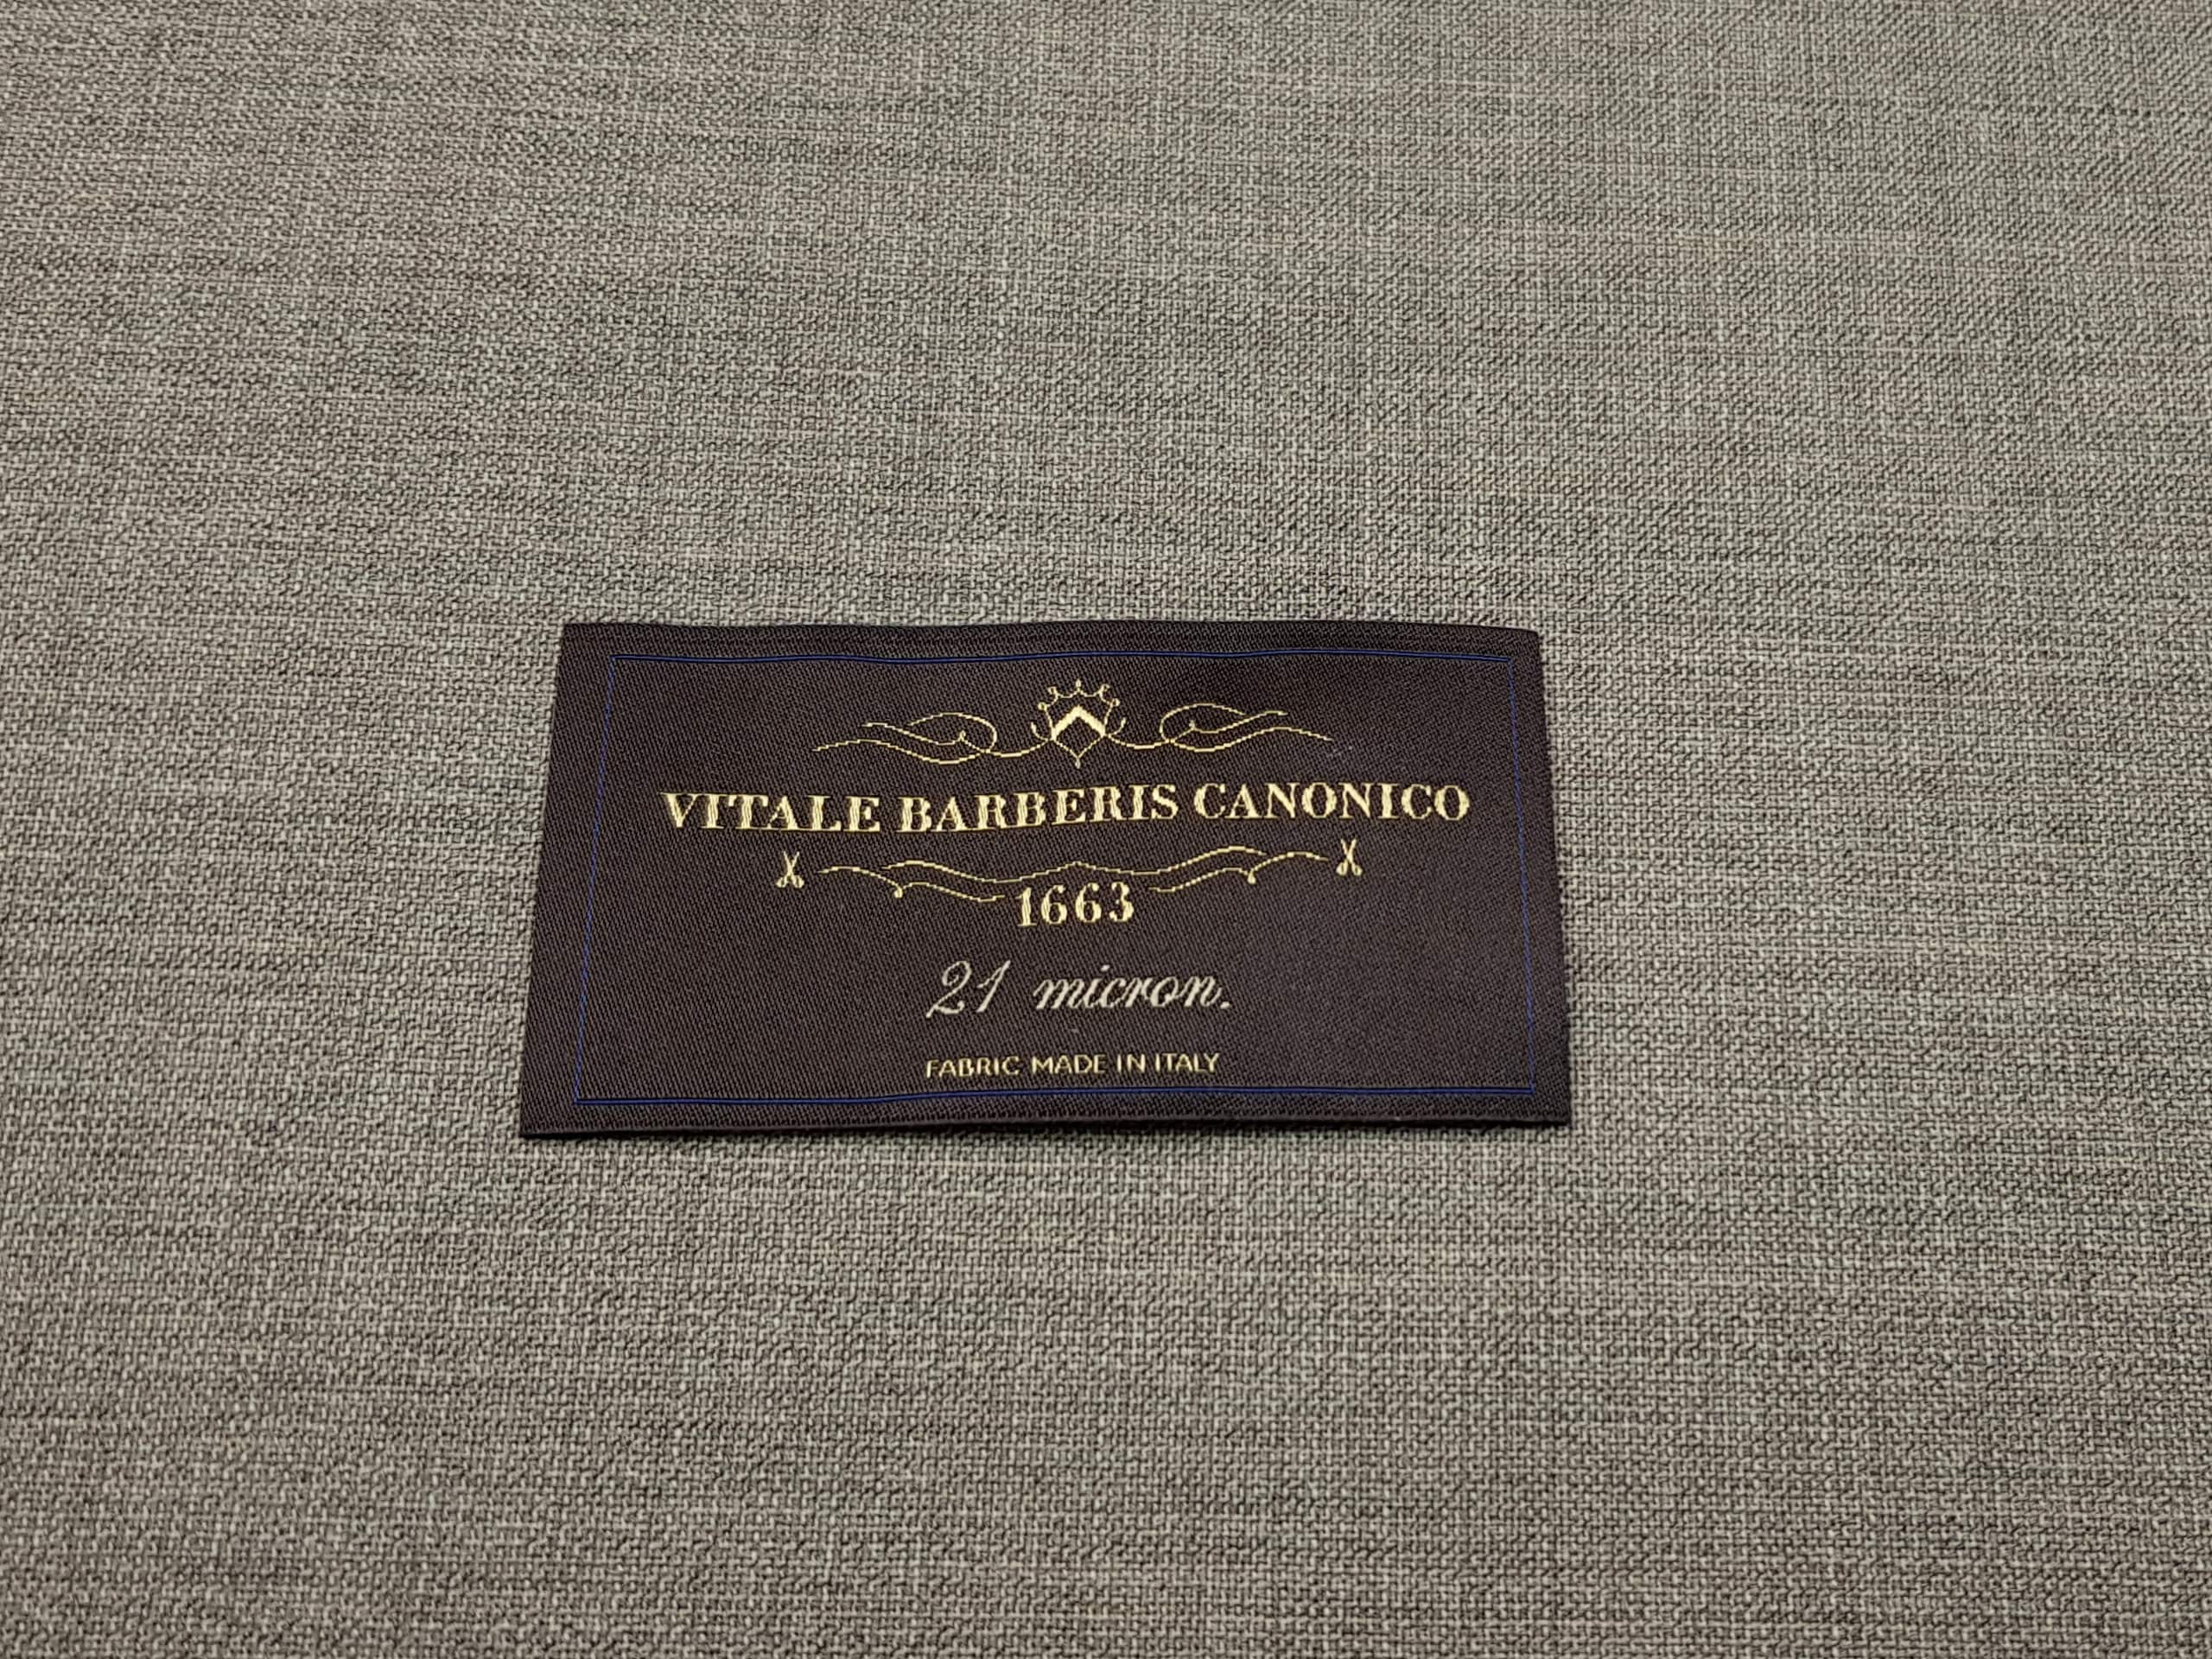 VITALE BARBERIS CANONICO
1663
21 micron.
FABRIC MADE IN ITALY